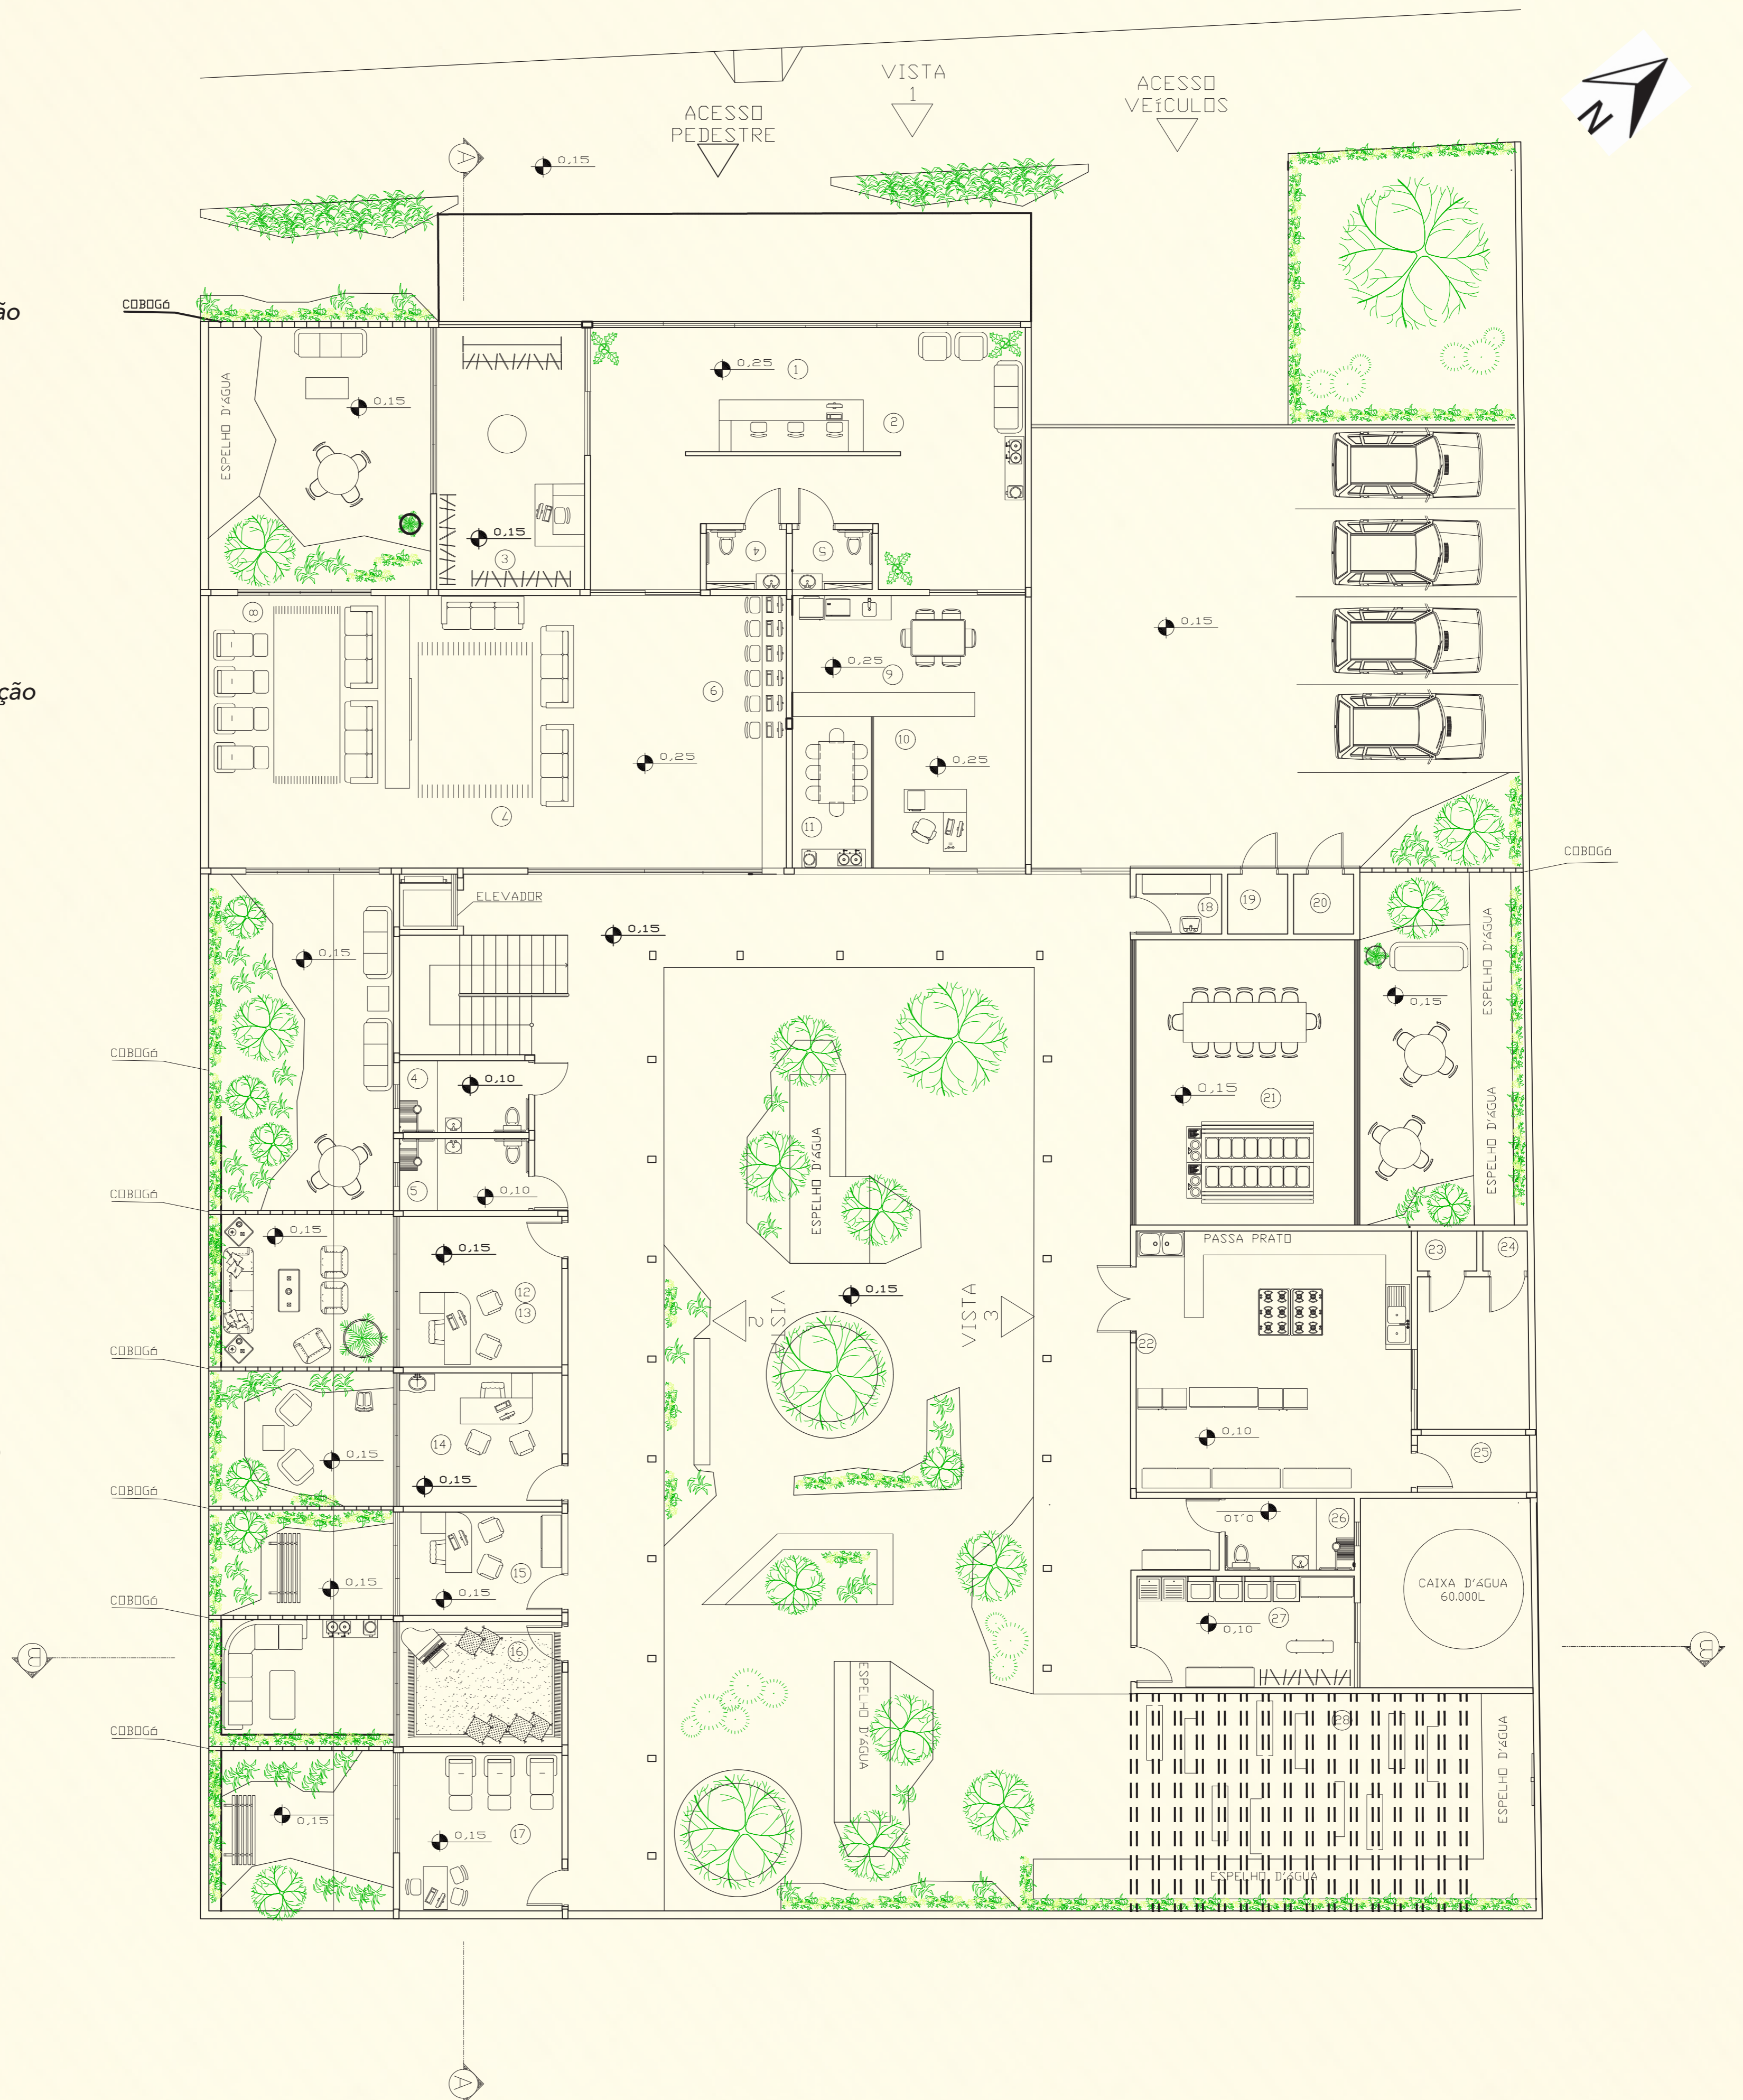 VISTA
1
ACESSO
VEÍCULOS
ACESSO
PEDESTRE
N
A
0,15
ão
COBOGÓ
ESPELHO D'ÁGUA
0,15
0,25
1
2
0,15
3
4
5
ção
8
6
7
0,25
0,25
9
10
0,25
11
0,15
COBOGÓ
ELEVADOR
0,15
0,15
18
19
20
ESPELHO D'ÁGUA
0,15
COBOGÓ
4
0,10
5
0,10
ESPELHO D'ÁGUA
0,15
21
ESPELHO D'ÁGUA
COBOGÓ
0,15
0,15
12
13
PASSA PRATO
23
24
0,15
VISTA
2
VISTA
3
22
COBOGÓ
14
0,15
0,15
0,10
25
COBOGÓ
15
0,15
0,15
0,10
26
CAIXA D'ÁGUA
60.000L
COBOGÓ
16
27
0,10
B
B
COBOGÓ
ESPELHO D'ÁGUA
28
ESPELHO D'ÁGUA
0,15
0,15
17
ESPELHO D'ÁGUA
A